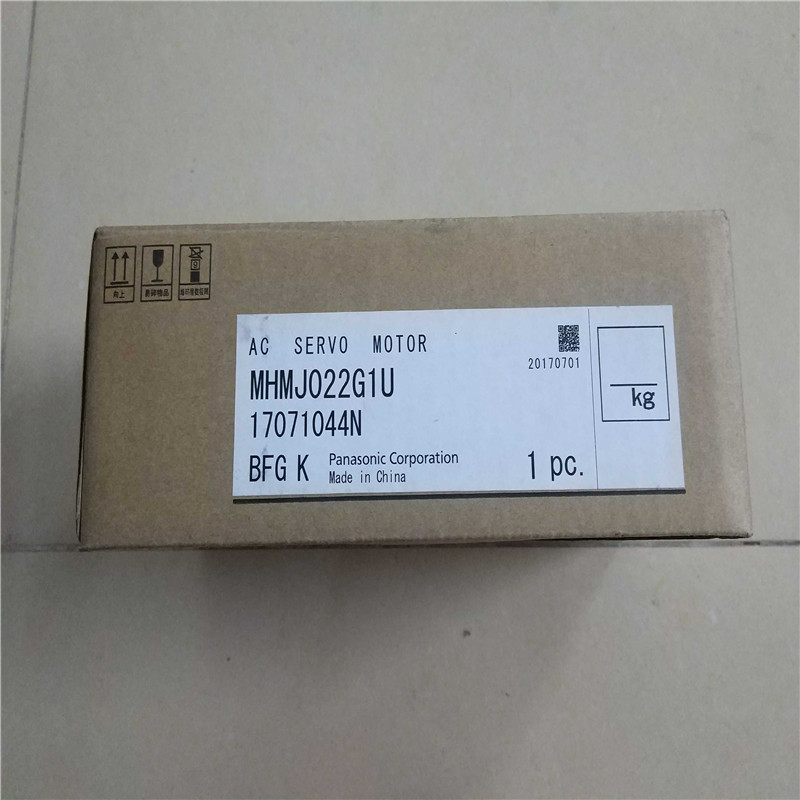 向上
易碎物品
AC SERVO MOTOR
20170701
MHMJ022G1U
17071044N
BFG K
Panasonic Corporation
Made in China
1 pc.
kg